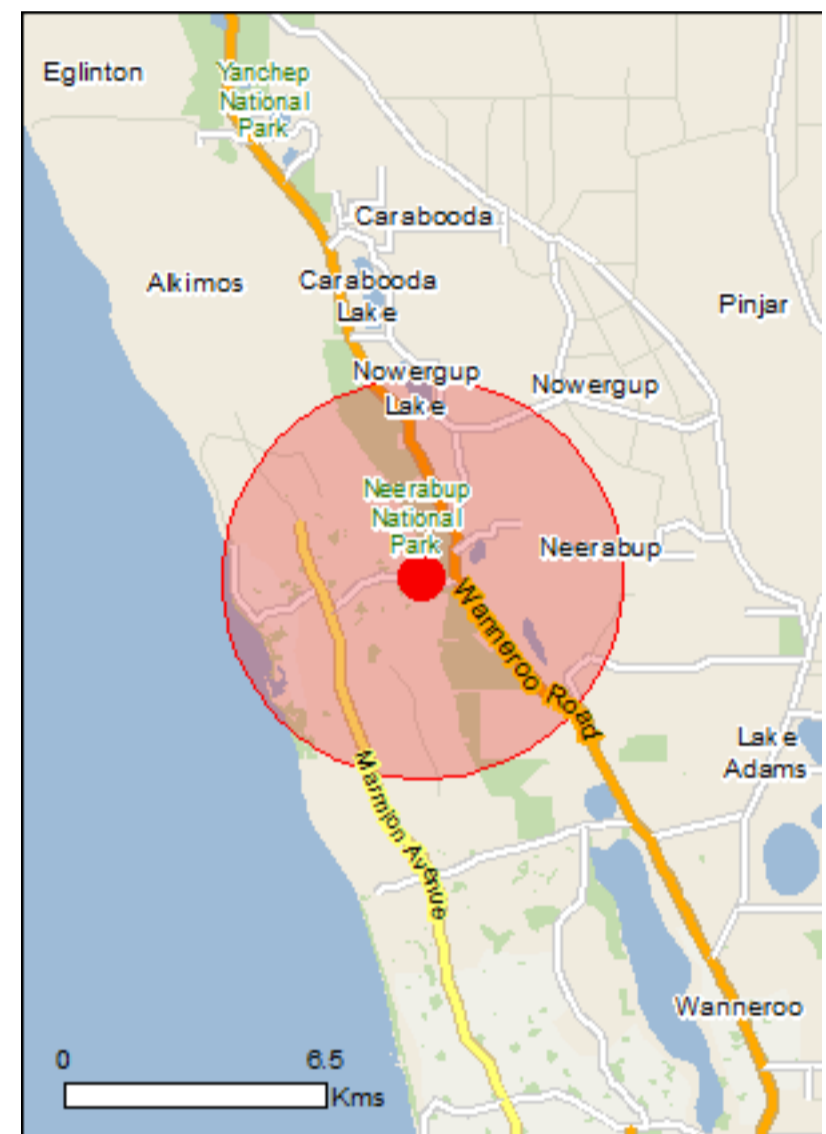 Eglinton
Yanchep
National
Park
Carabooda
Alkimos
Carabooda
Lake
Pinjar
Nowergup
Lake
Nowergup
Neerabup
National
Park
Neerabup
Wanneroo Road
Lake
Adams
Marmion Avenue
Wanneroo
0 6.5
Kms